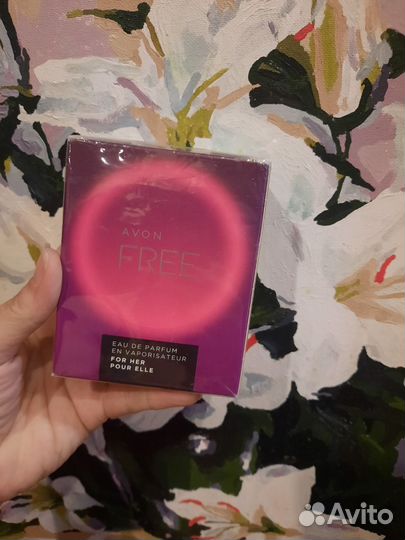 AVON
FREE
EAU DE PARFUM
EN VAPORISATEUR
FOR HER
POUR ELLE
Avito